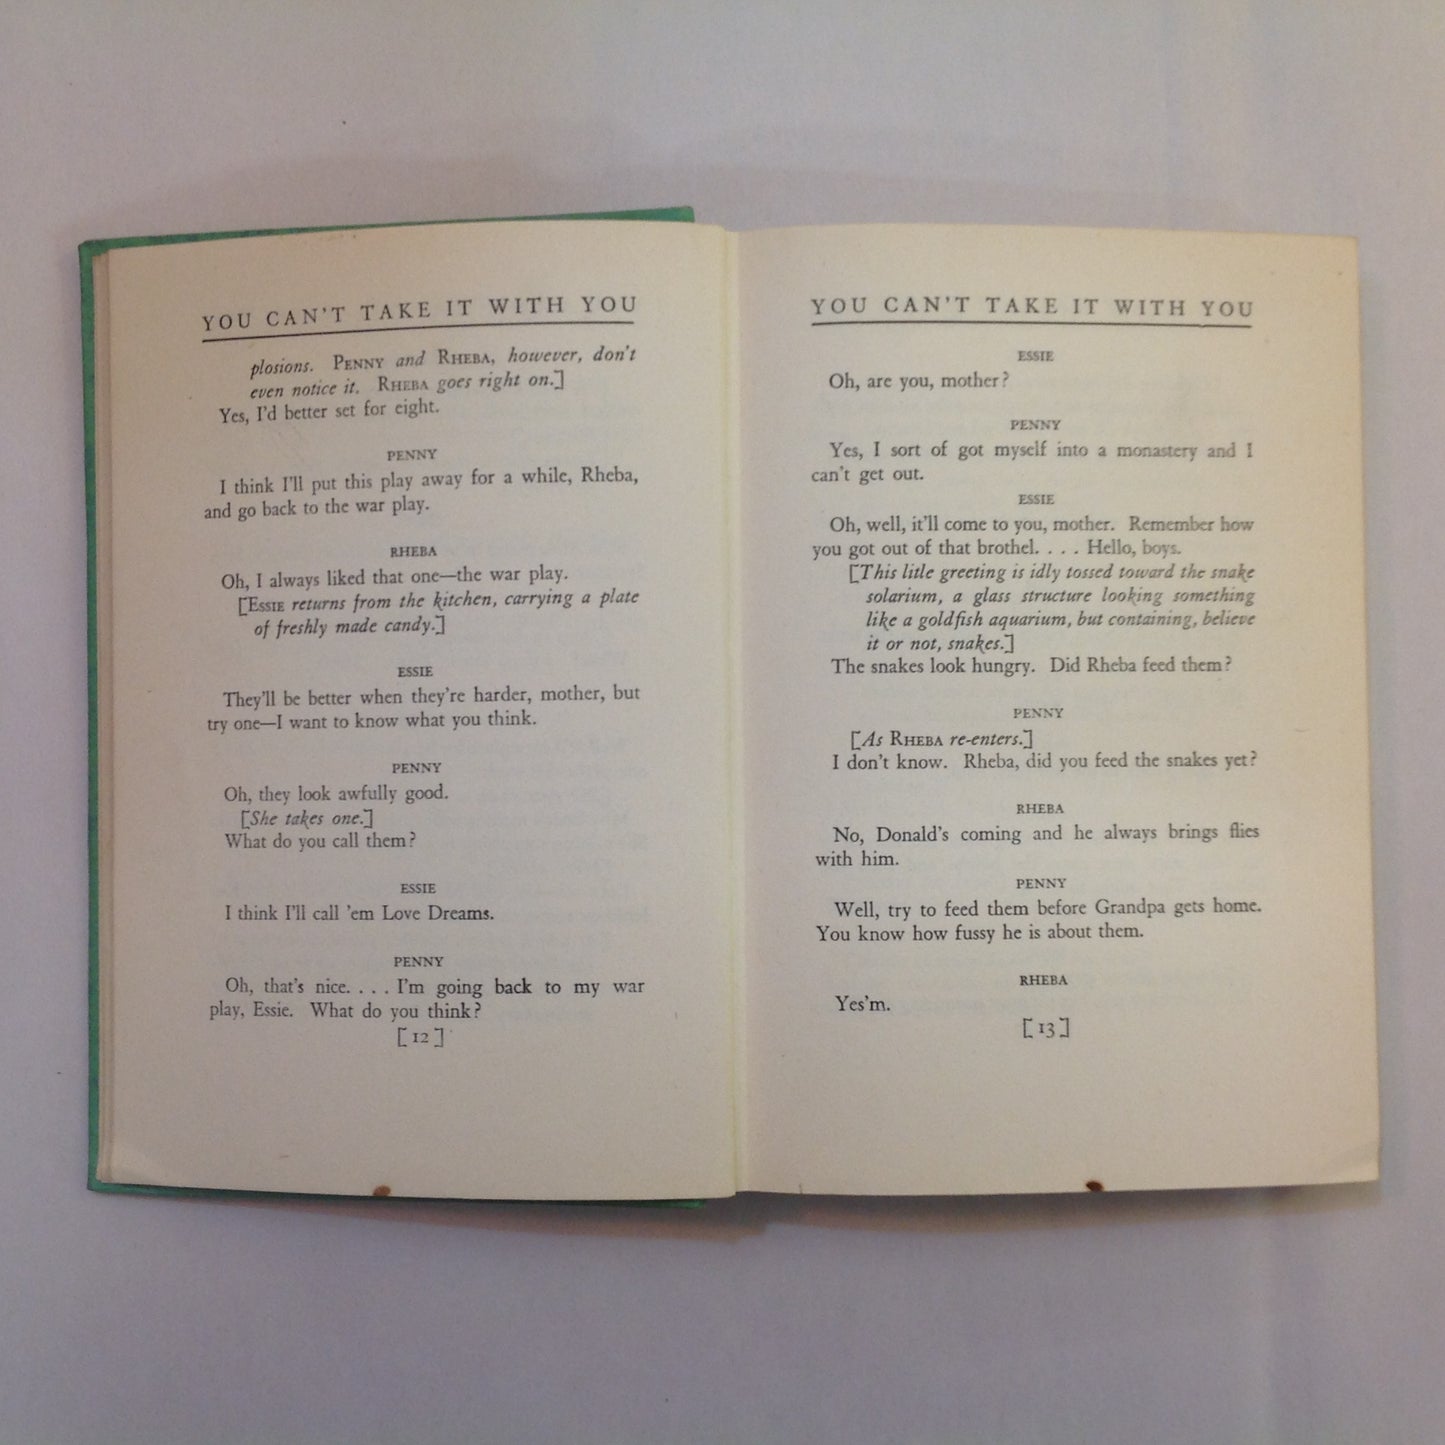 YOU CAN'T TAKE IT WITH YOU
plosions. PENNY and RHEBA, however, don't
even notice it. RHEBA goes right on.]
Yes, I'd better set for eight.
PENNY
I think I'll put this play away for a while, Rheba,
and go back to the war play.
RHEBA
Oh, I always liked that one—the war play.
[ESSIE returns from the kitchen, carrying a plate
of freshly made candy.]
ESSIE
They'll be better when they're harder, mother, but
try one—I want to know what you think.
PENNY
Oh, they look awfully good.
[She takes one.]
What do you call them?
ESSIE
I think I'll call 'em Love Dreams.
PENNY
Oh, that's nice. . . . I'm going back to my war
play, Essie. What do you think?
[ 12 ]
YOU CAN'T TAKE IT WITH YOU
ESSIE
Oh, are you, mother?
PENNY
Yes, I sort of got myself into a monastery and I
can't get out.
ESSIE
Oh, well, it'll come to you, mother. Remember how
you got out of that brothel. . . . Hello, boys.
[This litle greeting is idly tossed toward the snake
solarium, a glass structure looking something
like a goldfish aquarium, but containing, believe
it or not, snakes.]
The snakes look hungry. Did Rheba feed them?
PENNY
[As RHEBA re-enters.]
I don't know. Rheba, did you feed the snakes yet?
RHEBA
No, Donald's coming and he always brings flies
with him.
PENNY
Well, try to feed them before Grandpa gets home.
You know how fussy he is about them.
RHEBA
Yes'm.
[ 13 ]